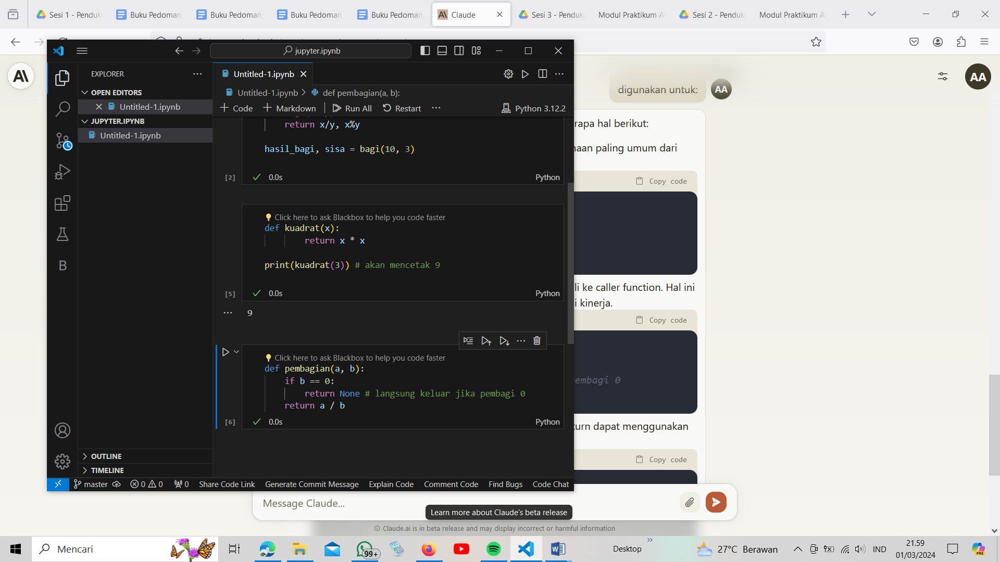 Sesi 1 - Penduk
Buku Pedoman
Buku Pedoman
Buku Pedoman
Buku Pedoman
Claude
Sesi 3 - Penduk
Modul Praktikum Al
Sesi 2 - Penduk
Modul Praktikum Al
jupyter.ipynb
EXPLORER
OPEN EDITORS
Untitled-1.ipynb
JUPYTER.IPYNB
Untitled-1.ipynb
OUTLINE
TIMELINE
Untitled-1.ipynb
Untitled-1.ipynb > def pembagian(a, b):
+ Code + Markdown | Run All Restart ... Python 3.12.2
return x/y, x%y
hasil_bagi, sisa = bagi(10, 3)
[2] 0.0s Python
Click here to ask Blackbox to help you code faster
def kuadrat(x):
return x * x
print(kuadrat(3)) # akan mencetak 9
[5] 0.0s Python
... 9
Click here to ask Blackbox to help you code faster
def pembagian(a, b):
if b == 0:
return None # langsung keluar jika pembagi 0
return a / b
[6] 0.0s Python
master 0 0 0 Share Code Link Generate Commit Message Explain Code Comment Code Find Bugs Code Chat
B
AA
digunakan untuk: AA
rapa hal berikut:
naan paling umum dari
Copy code
li ke caller function. Hal ini
i kinerja.
Copy code
embagi 0
turn dapat menggunakan
Copy code
Message Claude...
Learn more about Claude's beta release
Claude.ai is in beta release and may display incorrect or harmful information
Mencari
99+
Desktop
27°C Berawan
IND
21.59
01/03/2024
PRE